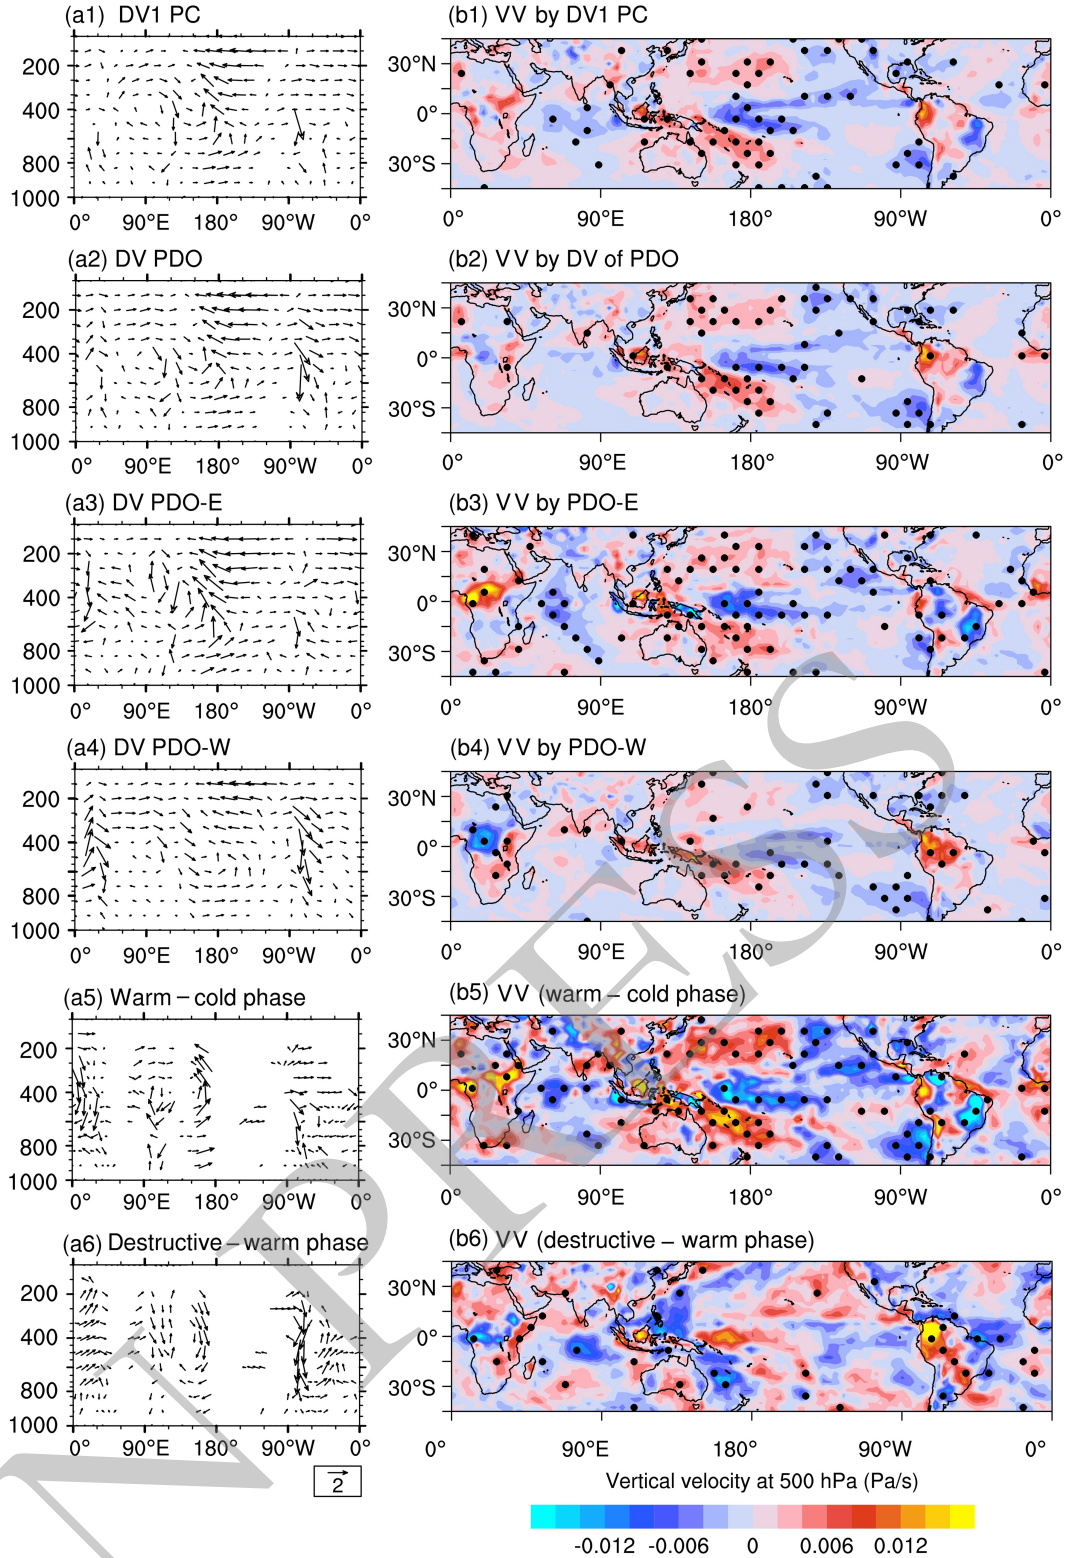 (a1) DV1 PC
200
400
800
1000
0° 90°E 180° 90°W 0°
(b1) VV by DV1 PC
30°N
0°
30°S
0° 90°E 180° 90°W 0°
(a2) DV PDO
200
400
800
1000
0° 90°E 180° 90°W 0°
(b2) VV by DV of PDO
30°N
0°
30°S
0° 90°E 180° 90°W 0°
(a3) DV PDO-E
200
400
800
1000
0° 90°E 180° 90°W 0°
(b3) VV by PDO-E
30°N
0°
30°S
0° 90°E 180° 90°W 0°
(a4) DV PDO-W
200
400
800
1000
0° 90°E 180° 90°W 0°
(b4) VV by PDO-W
30°N
0°
30°S
0° 90°E 180° 90°W 0°
(a5) Warm – cold phase
200
400
800
1000
0° 90°E 180° 90°W 0°
(b5) VV (warm – cold phase)
30°N
0°
30°S
0° 90°E 180° 90°W 0°
(a6) Destructive – warm phase
200
400
800
1000
0° 90°E 180° 90°W 0°
2
(b6) VV (destructive – warm phase)
30°N
0°
30°S
0° 90°E 180° 90°W 0°
Vertical velocity at 500 hPa (Pa/s)
-0.012 -0.006 0 0.006 0.012
N PRESS